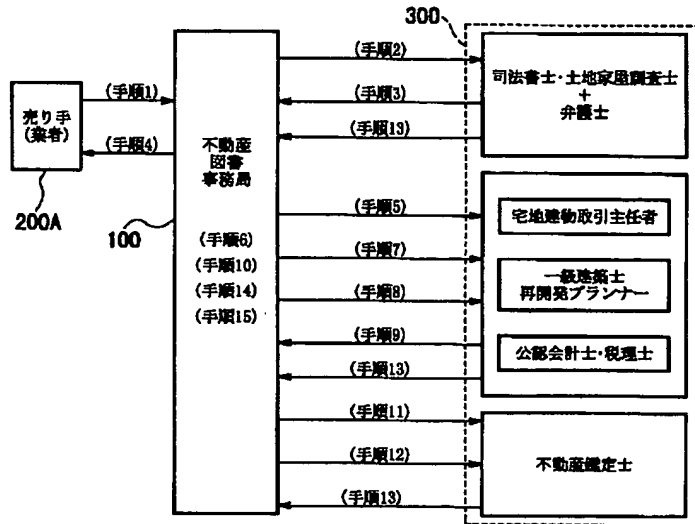 300
(手順1)
売り手
(業者)
(手順4)
200A
100
不動産
図書
事務局
(手順6)
(手順10)
(手順14)
(手順15)
(手順2)
(手順3)
(手順13)
司法書士・土地家屋調査士
+
弁護士
(手順5)
(手順7)
(手順8)
(手順9)
(手順13)
宅地建物取引主任者
一級建築士
再開発プランナー
公認会計士・税理士
(手順11)
(手順12)
(手順13)
不動産鑑定士